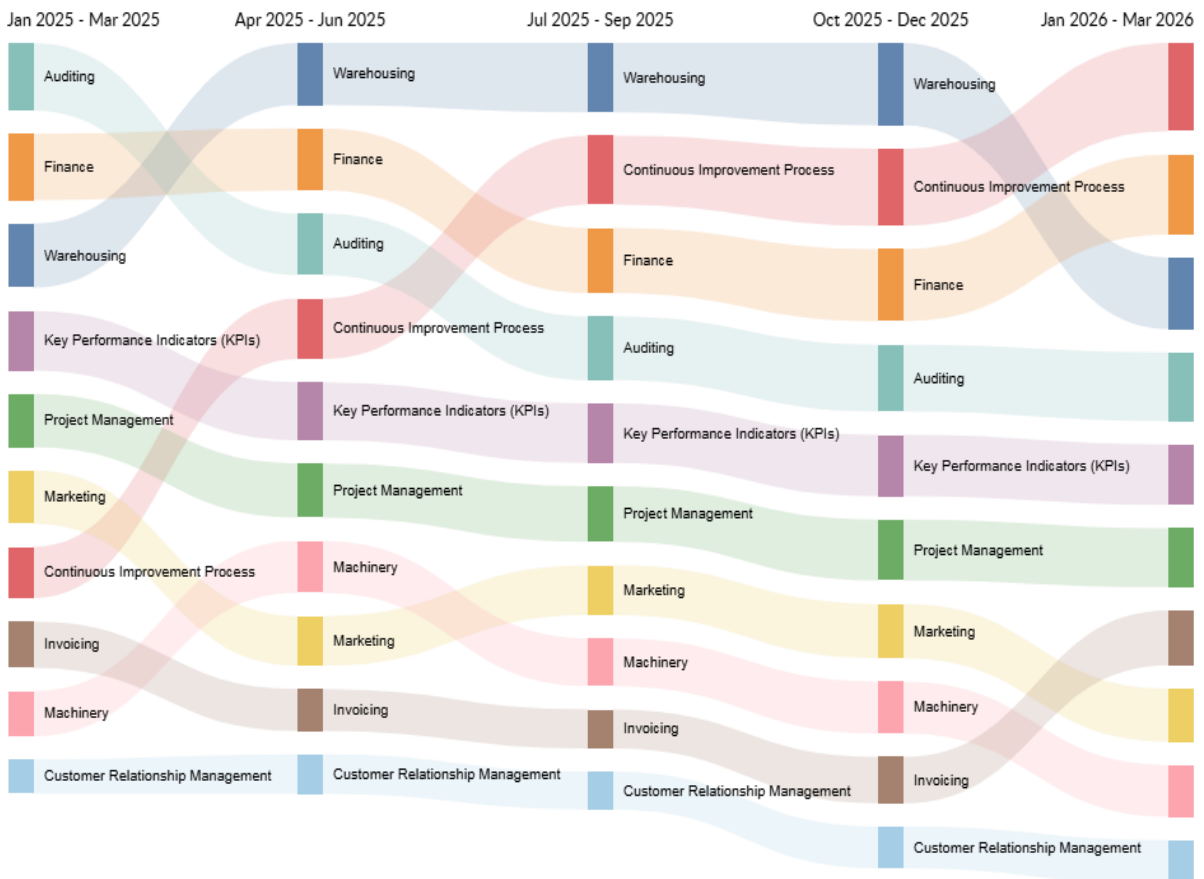 Jan 2025 - Mar 2025
Apr 2025 - Jun 2025
Jul 2025 - Sep 2025
Oct 2025 - Dec 2025
Jan 2026 - Mar 2026
Auditing
Finance
Warehousing
Key Performance Indicators (KPIs)
Project Management
Marketing
Continuous Improvement Process
Invoicing
Machinery
Customer Relationship Management
Warehousing
Finance
Auditing
Continuous Improvement Process
Key Performance Indicators (KPIs)
Project Management
Machinery
Marketing
Invoicing
Customer Relationship Management
Warehousing
Continuous Improvement Process
Finance
Auditing
Key Performance Indicators (KPIs)
Project Management
Marketing
Machinery
Invoicing
Customer Relationship Management
Warehousing
Continuous Improvement Process
Finance
Auditing
Key Performance Indicators (KPIs)
Project Management
Marketing
Machinery
Invoicing
Customer Relationship Management